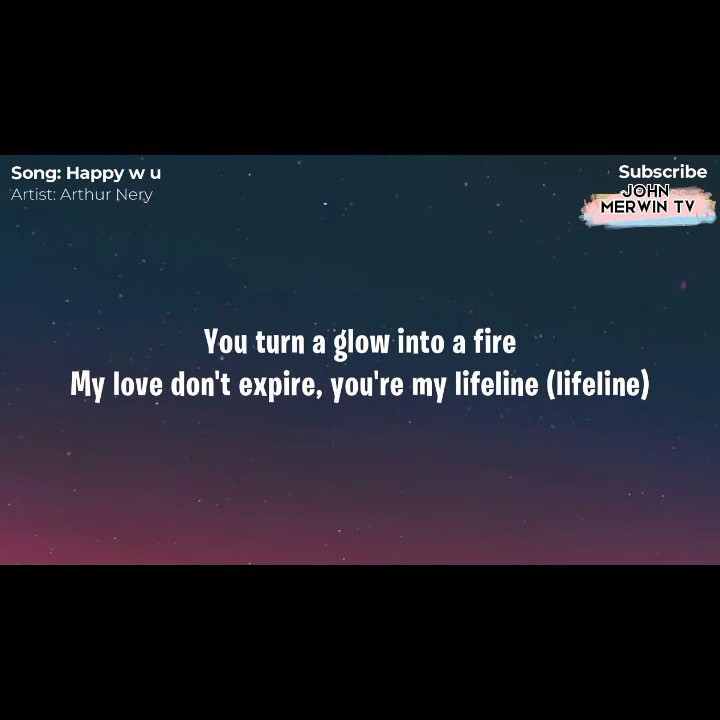 Song: Happy w u
Artist: Arthur Nery
Subscribe
JOHN
MERWIN TV
You turn a glow into a fire
My love don't expire, you're my lifeline (lifeline)